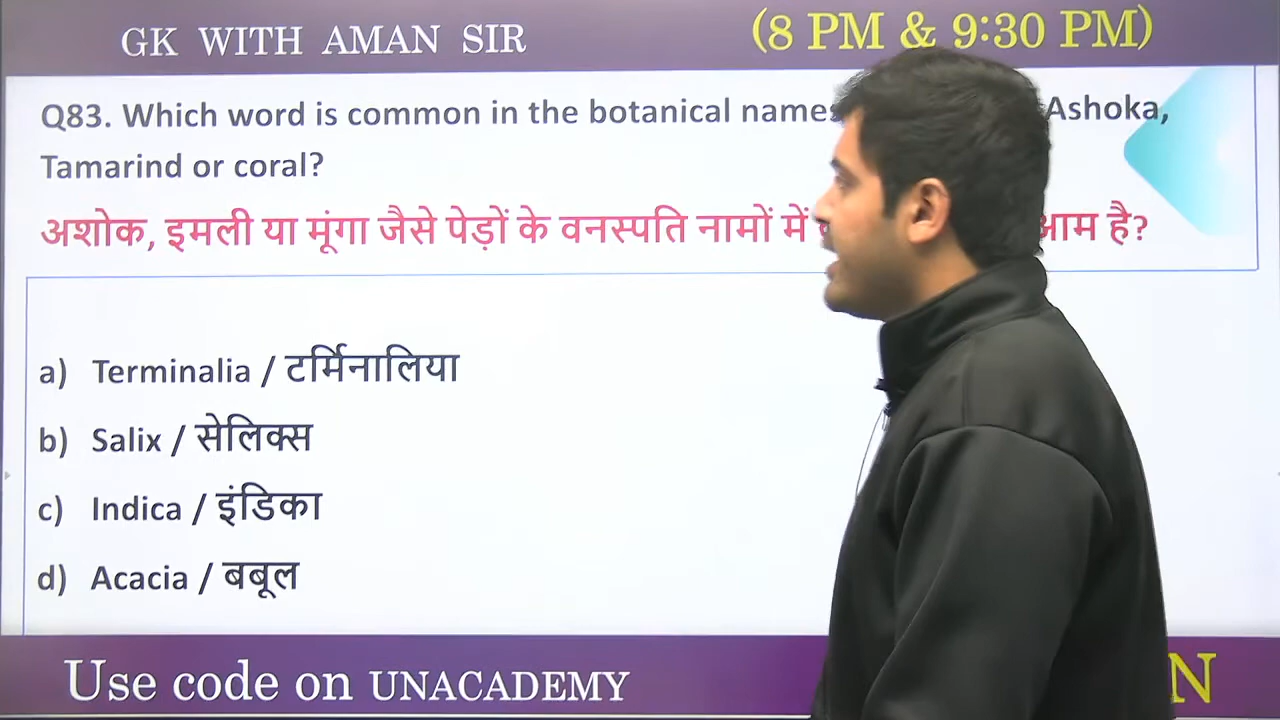 GK WITH AMAN SIR
(8 PM & 9:30 PM)
Q83. Which word is common in the botanical names Ashoka,
Tamarind or coral?
अशोक, इमली या मूंगा जैसे पेड़ों के वनस्पति नामों में आम है?
a) Terminalia / टर्मिनालिया
b) Salix / सेलिक्स
c) Indica / इंडिका
d) Acacia / बबूल
Use code on UNACADEMY